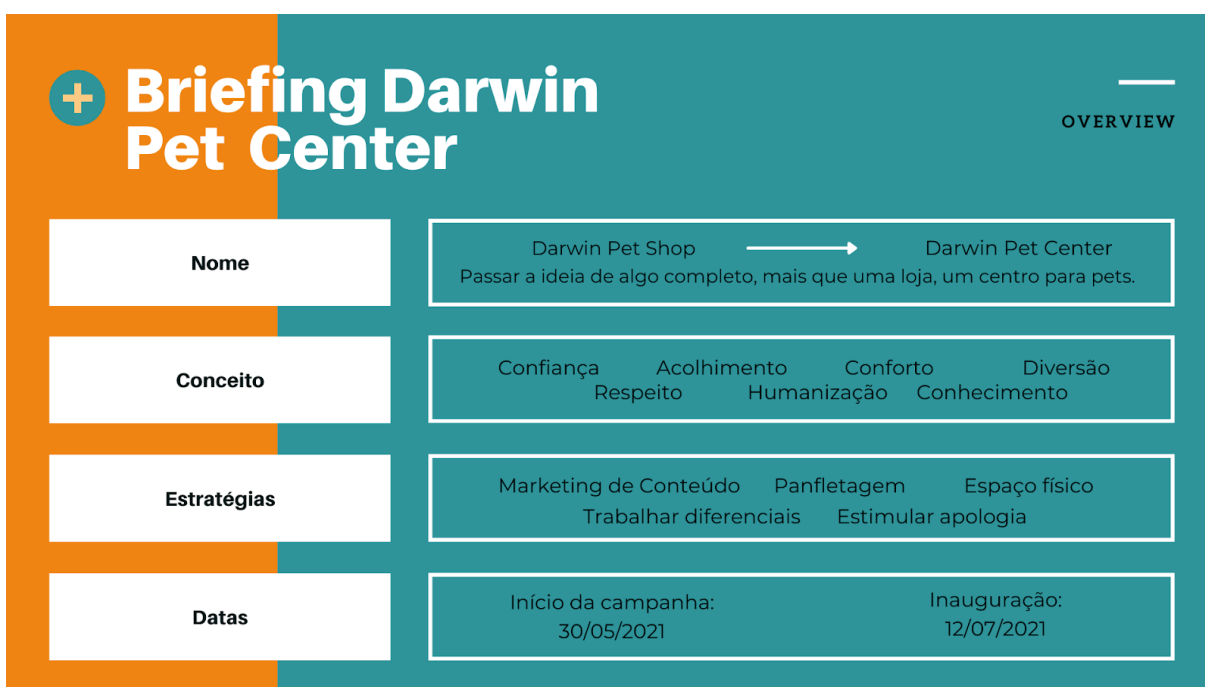 Briefing Darwin
Pet Center
OVERVIEW
Nome
Darwin Pet Shop Darwin Pet Center
Passar a ideia de algo completo, mais que uma loja, um centro para pets.
Conceito
Confiança Acolhimento Conforto Diversão
Respeito Humanização Conhecimento
Estratégias
Marketing de Conteúdo Panfletagem Espaço físico
Trabalhar diferenciais Estimular apologia
Datas
Início da campanha: Inauguração:
30/05/2021 12/07/2021